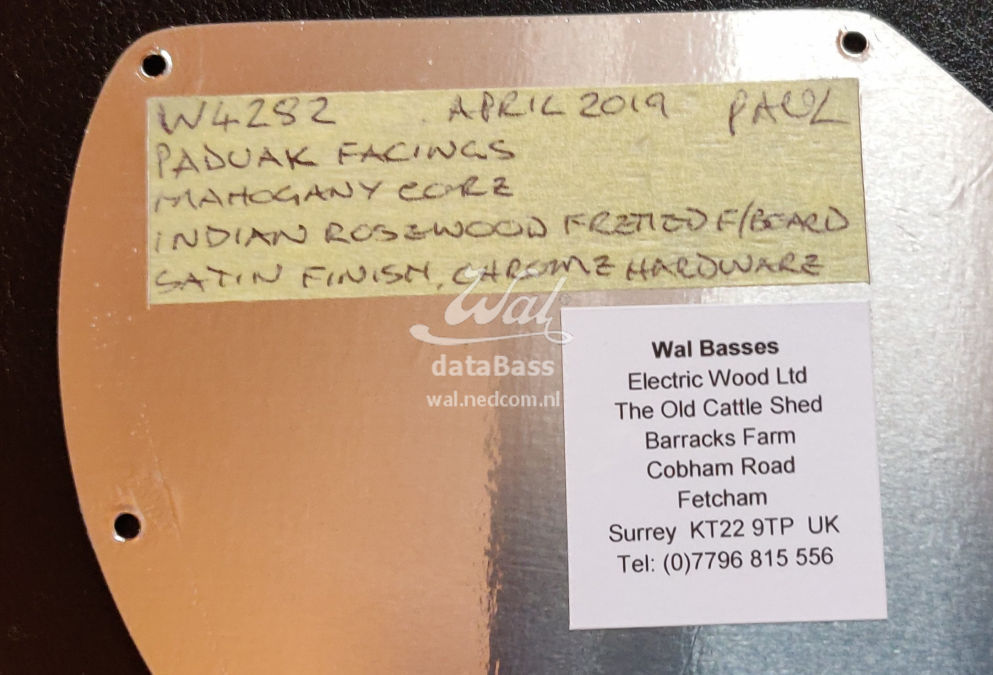 W4282 APRIL 2019 PAUL
PADUAK FACINGS
MAHOGANY CORE
INDIAN ROSEWOOD FRETTED F/BOARD
SATIN FINISH, CHROME HARDWARE
Wal
dataBass
wal.nedcom.nl
Wal Basses
Electric Wood Ltd
The Old Cattle Shed
Barracks Farm
Cobham Road
Fetcham
Surrey KT22 9TP UK
Tel: (0)7796 815 556